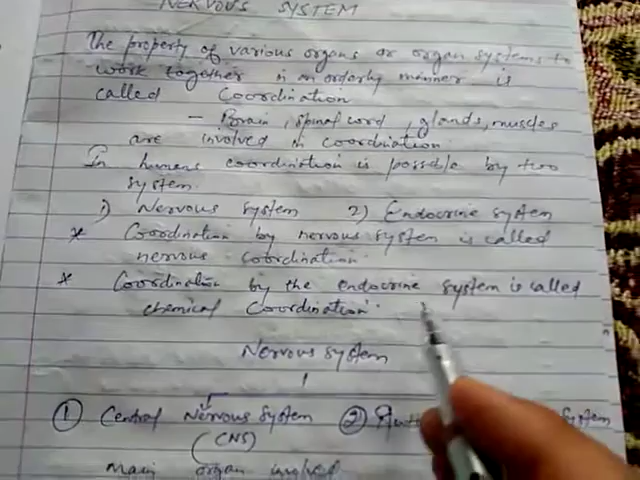 NERVOUS SYSTEM
The property of various organs or organ systems to
work together in an orderly manner is
called Coordination
- Brain, spinal cord, glands, muscles
are involved in coordination
In humans coordination is possible by two
system.
1) Nervous system 2) Endocrine system
* Coordination by nervous system is called
nervous coordination.
* Coordination by the endocrine system is called
chemical Coordination.
Nervous system
① Central Nervous System ② System
(CNS)
Main organ involved